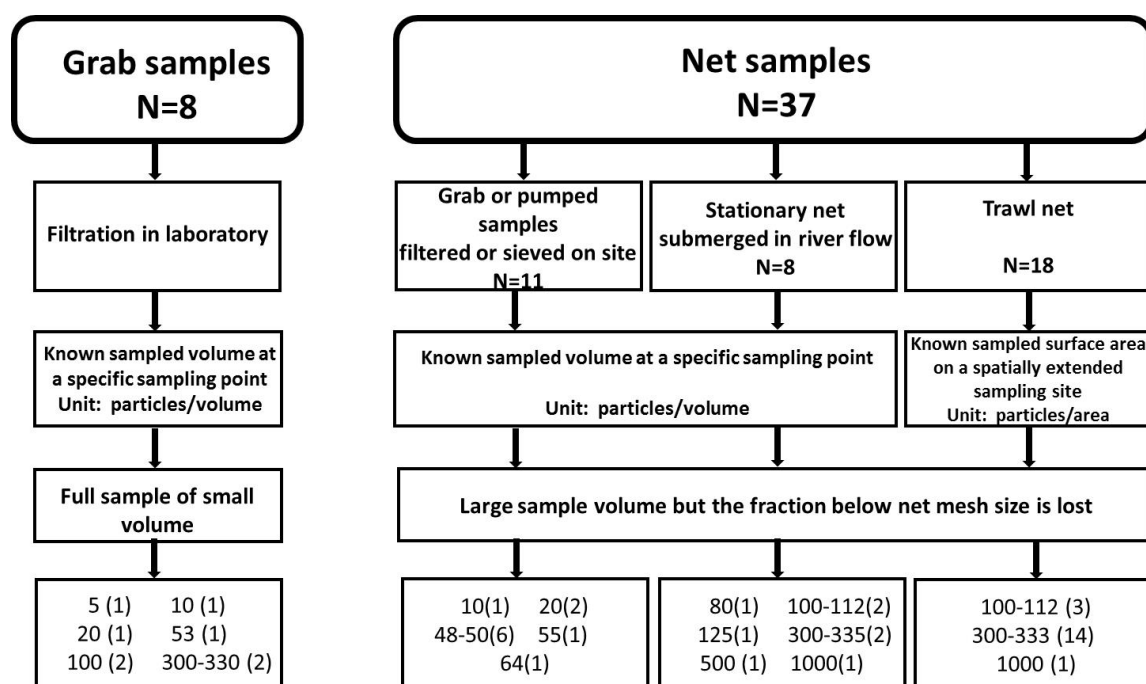 Grab samples
N=8
Filtration in laboratory
Known sampled volume at
a specific sampling point
Unit: particles/volume
Full sample of small
volume
5 (1) 10 (1)
20 (1) 53 (1)
100 (2) 300-330 (2)
Net samples
N=37
Grab or pumped
samples
filtered or sieved on site
N=11
Stationary net
submerged in river flow
N=8
Trawl net
N=18
Known sampled volume at a specific sampling point
Unit: particles/volume
Known sampled surface area
on a spatially extended
sampling site
Unit: particles/area
Large sample volume but the fraction below net mesh size is lost
10(1) 20(2)
48-50(6) 55(1)
64(1)
80(1) 100-112(2)
125(1) 300-335(2)
500 (1) 1000(1)
100-112 (3)
300-333 (14)
1000 (1)